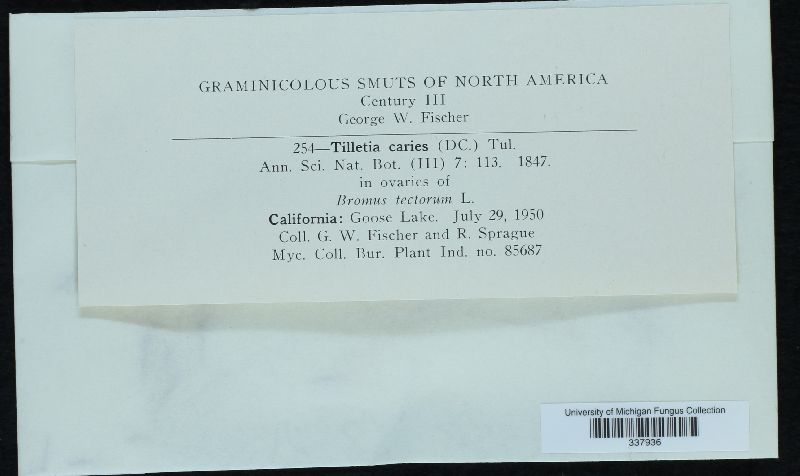 GRAMINICOLOUS SMUTS OF NORTH AMERICA
Century III
George W. Fischer
254—Tilletia caries (DC.) Tul.
Ann. Sci. Nat. Bot. (III) 7: 113. 1847.
in ovaries of
Bromus tectorum L.
California: Goose Lake. July 29, 1950
Coll. G. W. Fischer and R. Sprague
Myc. Coll. Bur. Plant Ind. no. 85687
University of Michigan Fungus Collection
337936